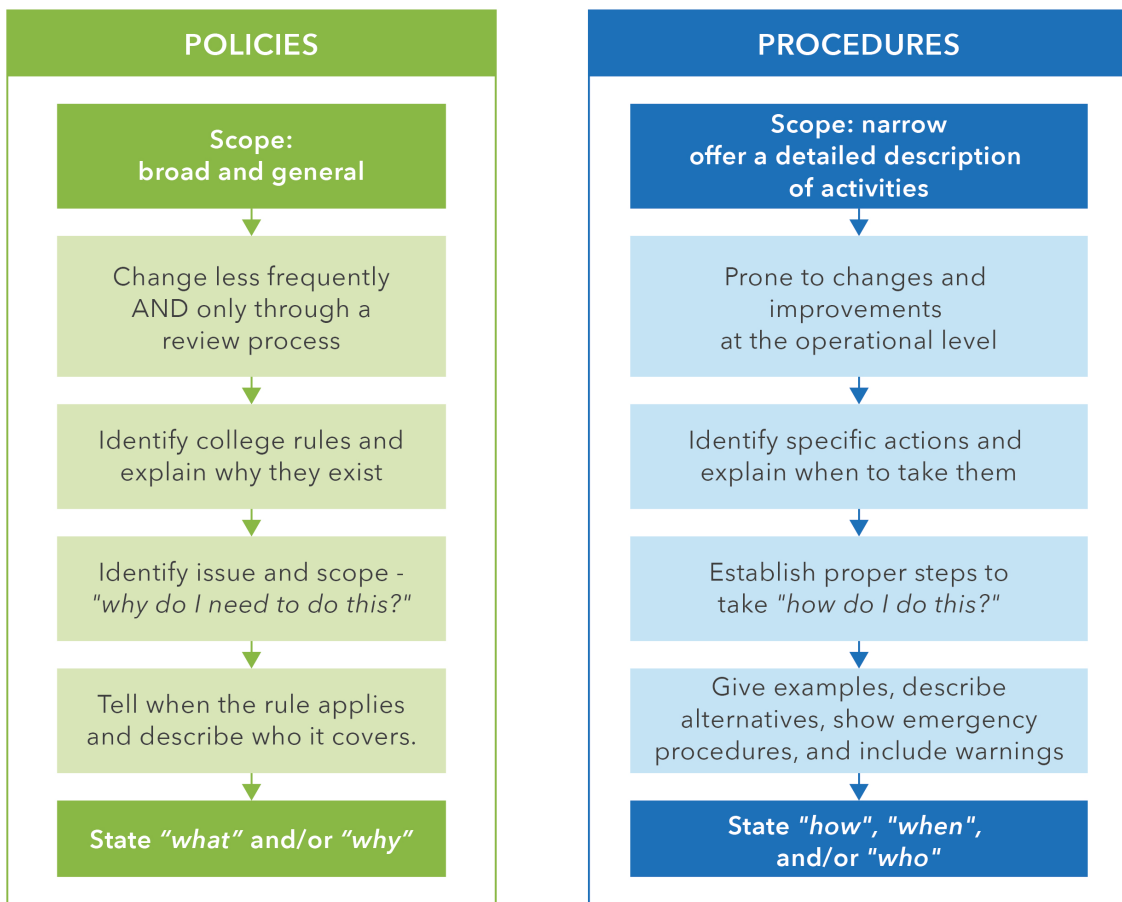 POLICIES
Scope:
broad and general
Change less frequently
AND only through a
review process
Identify college rules and
explain why they exist
Identify issue and scope -
"why do I need to do this?"
Tell when the rule applies
and describe who it covers.
State “what” and/or “why”
PROCEDURES
Scope: narrow
offer a detailed description
of activities
Prone to changes and
improvements
at the operational level
Identify specific actions and
explain when to take them
Establish proper steps to
take "how do I do this?"
Give examples, describe
alternatives, show emergency
procedures, and include warnings
State "how", "when",
and/or "who"